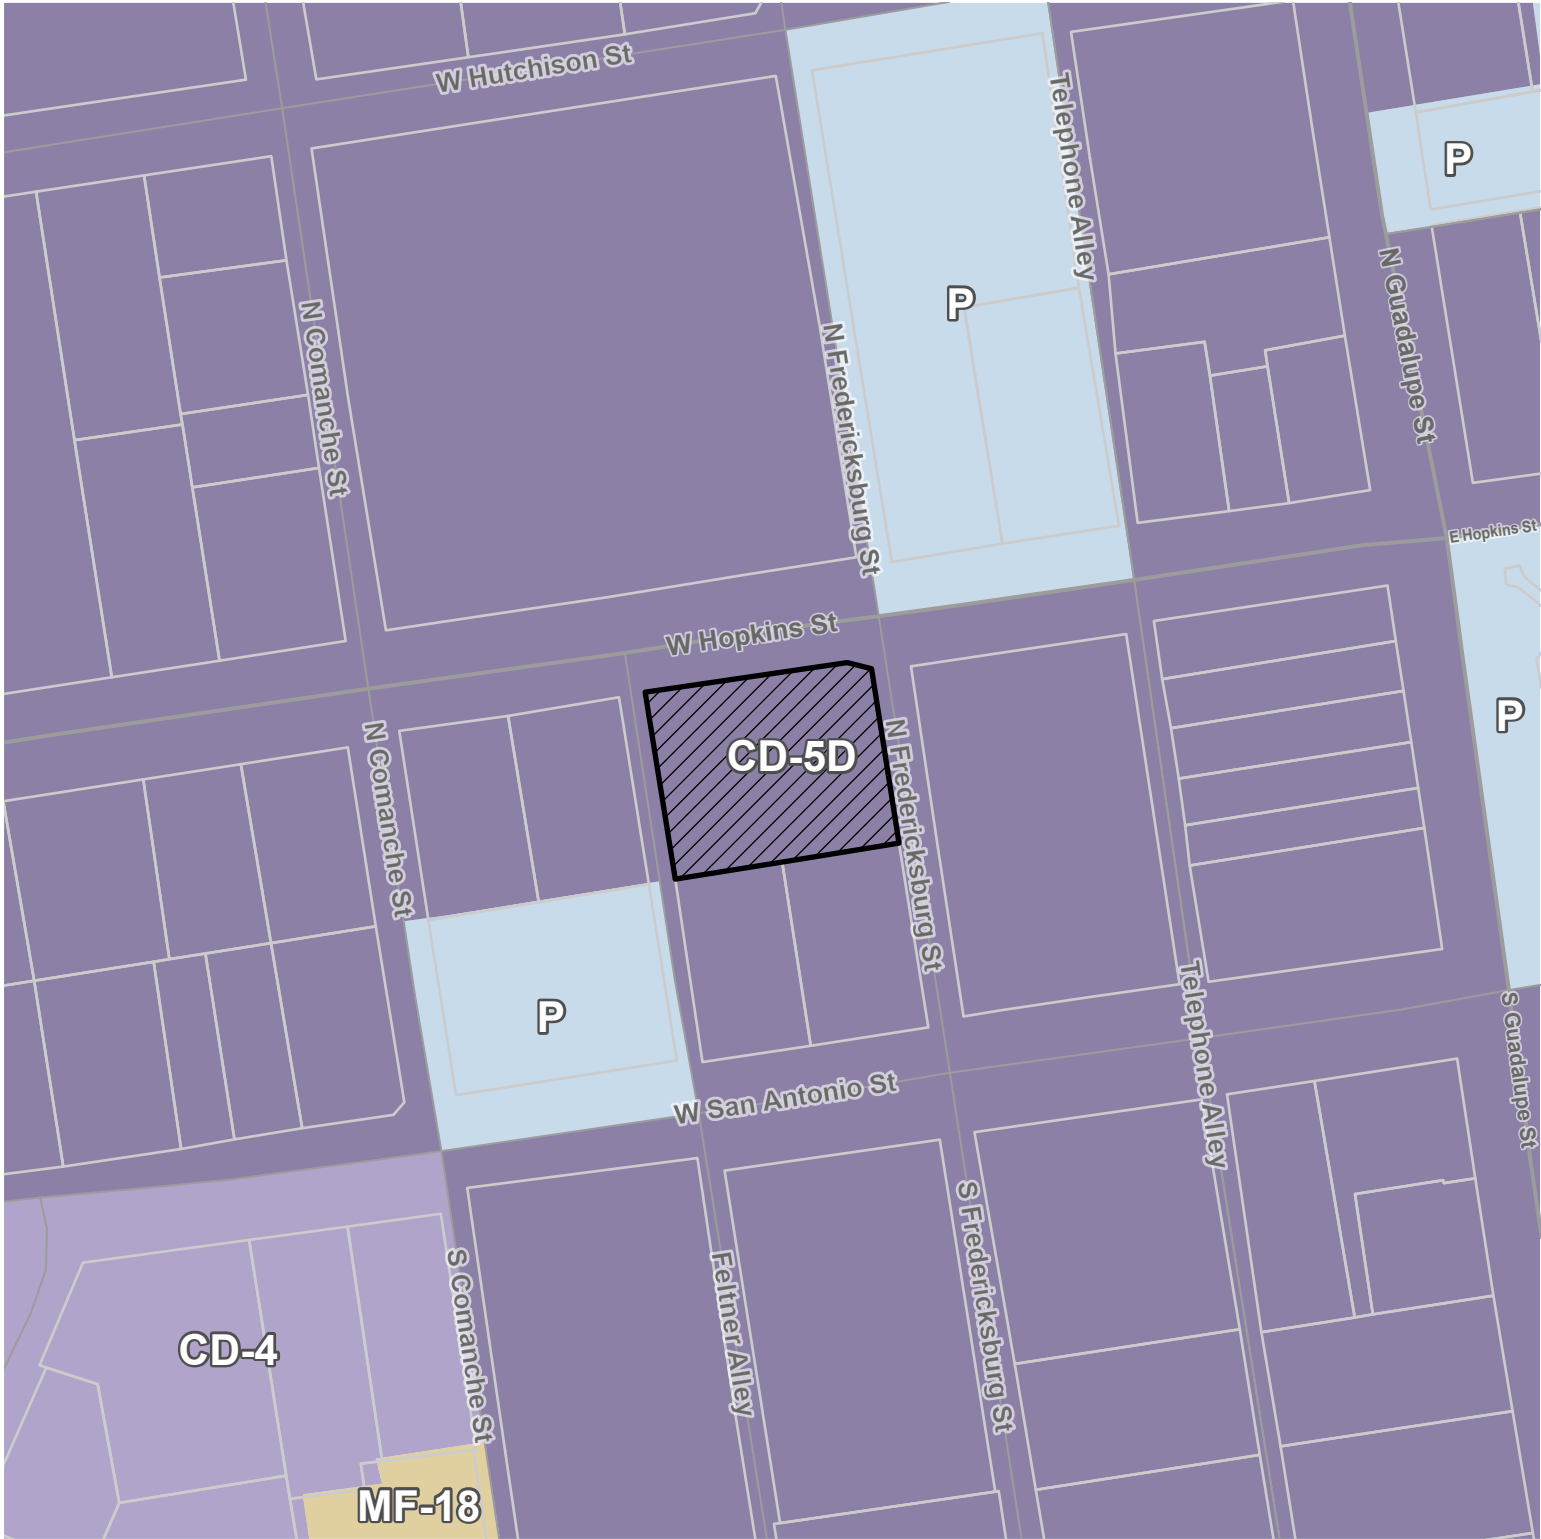 W Hutchison St
Telephone Alley
P
N Guadalupe St
P
N Comanche St
N Fredericksburg St
E Hopkins St
W Hopkins St
CD-5D
P
N Comanche St
N Fredericksburg St
P
Telephone Alley
S Guadalupe St
W San Antonio St
S Comanche St
Feltner Alley
S Fredericksburg St
CD-4
MF-18